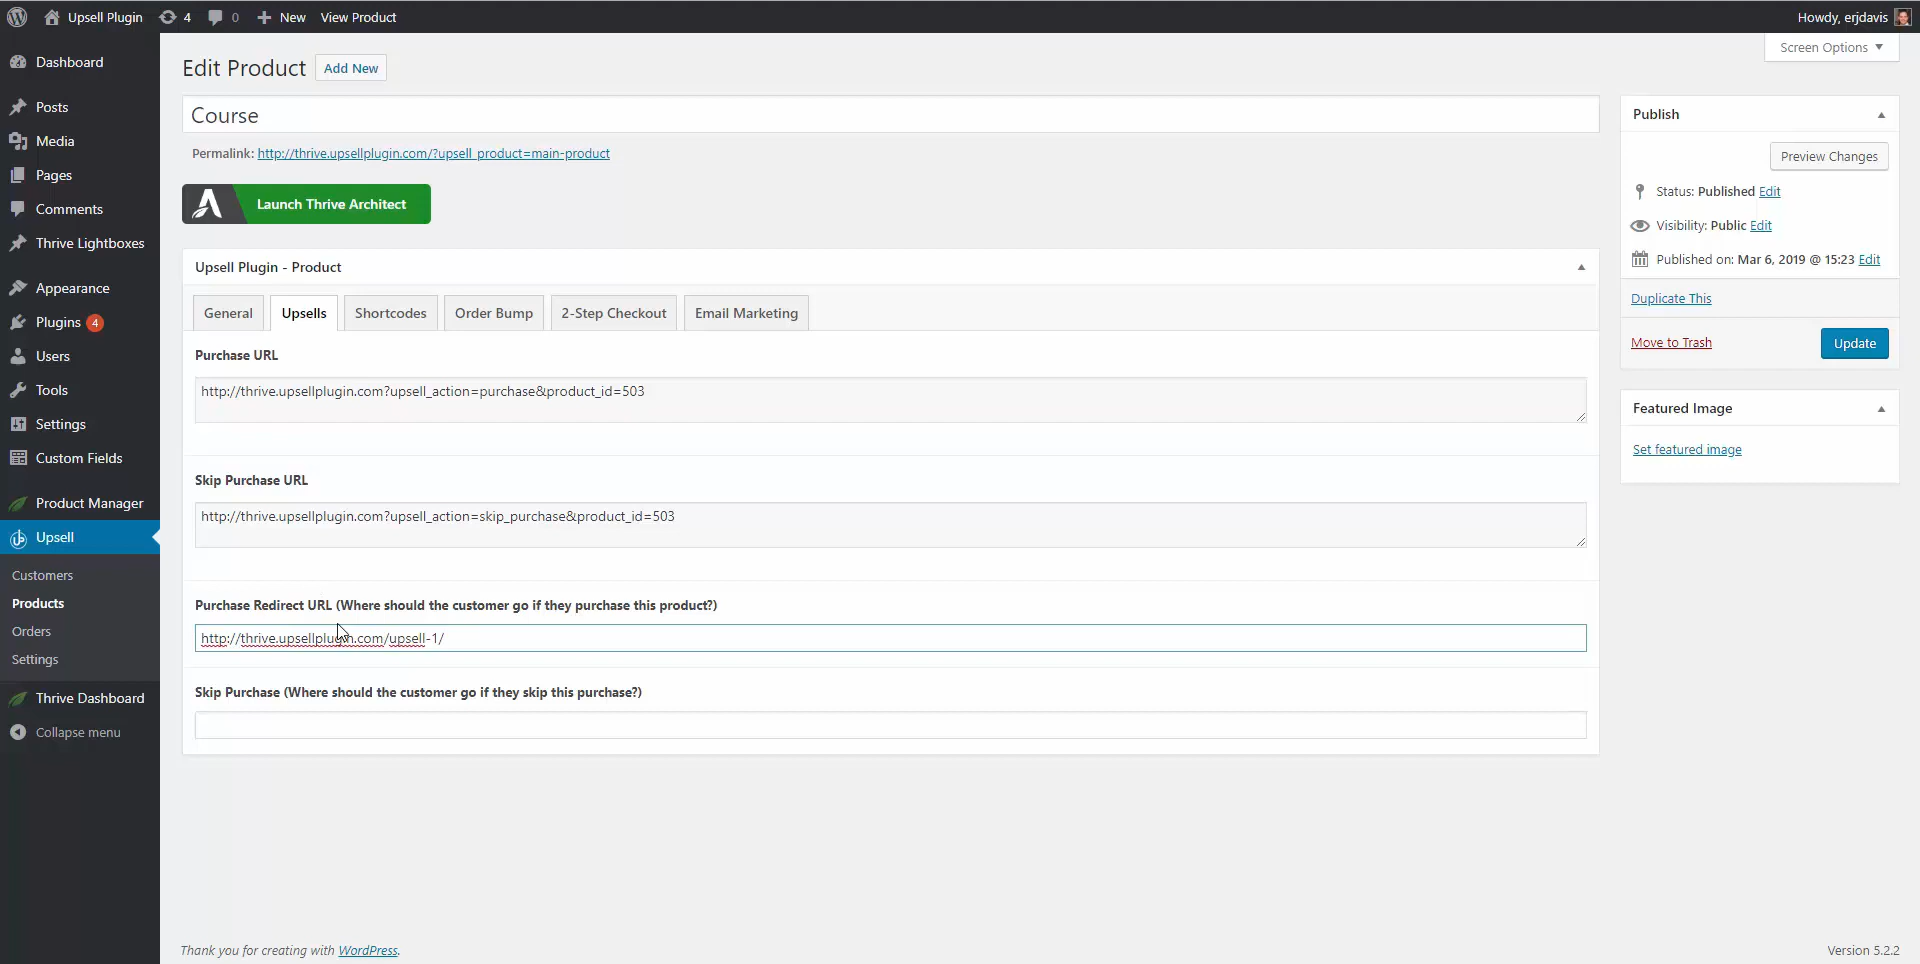 Upsell Plugin 4 0 New View Product Howdy, erjdavis
Screen Options
Dashboard
Posts
Media
Pages
Comments
Thrive Lightboxes
Appearance
Plugins 4
Users
Tools
Settings
Custom Fields
Product Manager
Upsell
Customers
Products
Orders
Settings
Thrive Dashboard
Collapse menu
Edit Product Add New
Course
Permalink: http://thrive.upsellplugin.com/?upsell_product=main-product
Launch Thrive Architect
Upsell Plugin - Product
General Upsells Shortcodes Order Bump 2-Step Checkout Email Marketing
Purchase URL
http://thrive.upsellplugin.com?upsell_action=purchase&product_id=503
Skip Purchase URL
http://thrive.upsellplugin.com?upsell_action=skip_purchase&product_id=503
Purchase Redirect URL (Where should the customer go if they purchase this product?)
http://thrive.upsellplugin.com/upsell-1/
Skip Purchase (Where should the customer go if they skip this purchase?)
Publish
Preview Changes
Status: Published Edit
Visibility: Public Edit
Published on: Mar 6, 2019 @ 15:23 Edit
Duplicate This
Move to Trash Update
Featured Image
Set featured image
Thank you for creating with WordPress.
Version 5.2.2